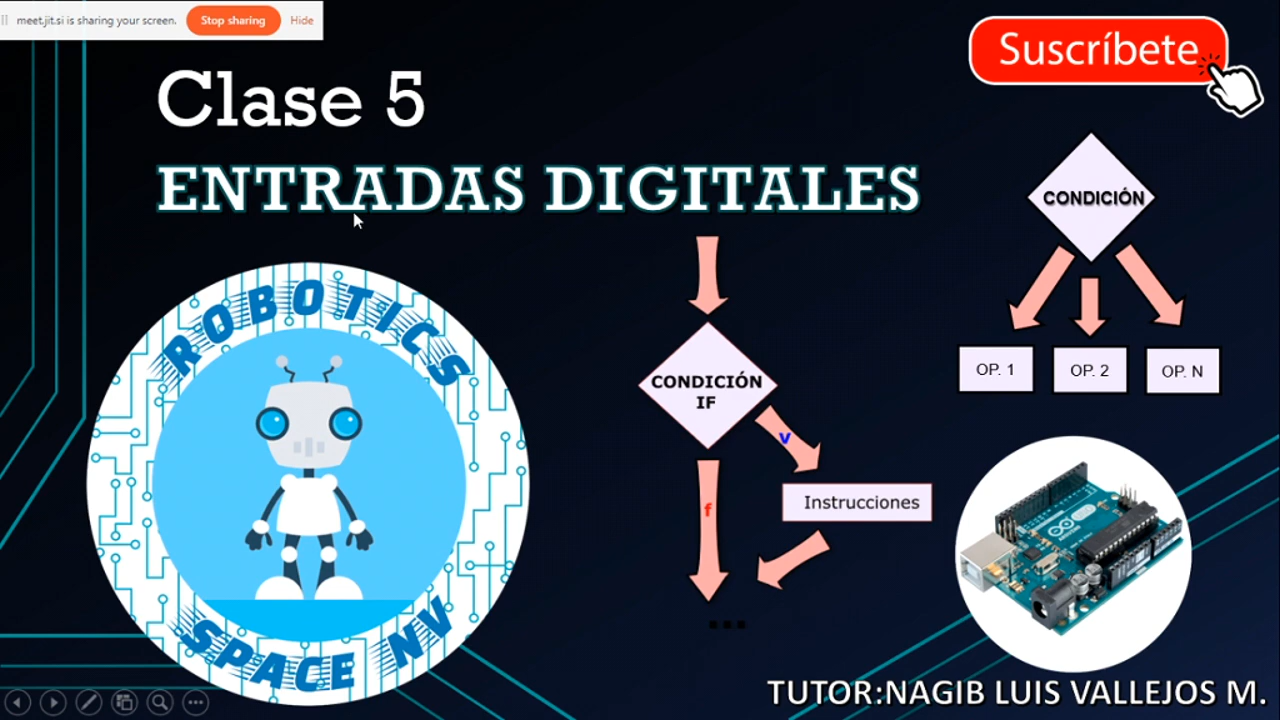 meet.jit.si is sharing your screen. Stop sharing Hide
Suscríbete
Clase 5
ENTRADAS DIGITALES
CONDICIÓN
OP. 1 OP. 2 OP. N
CONDICIÓN
IF
v
f
Instrucciones
...
ROBOTICS
SPACE NV
TUTOR:NAGIB LUIS VALLEJOS M.